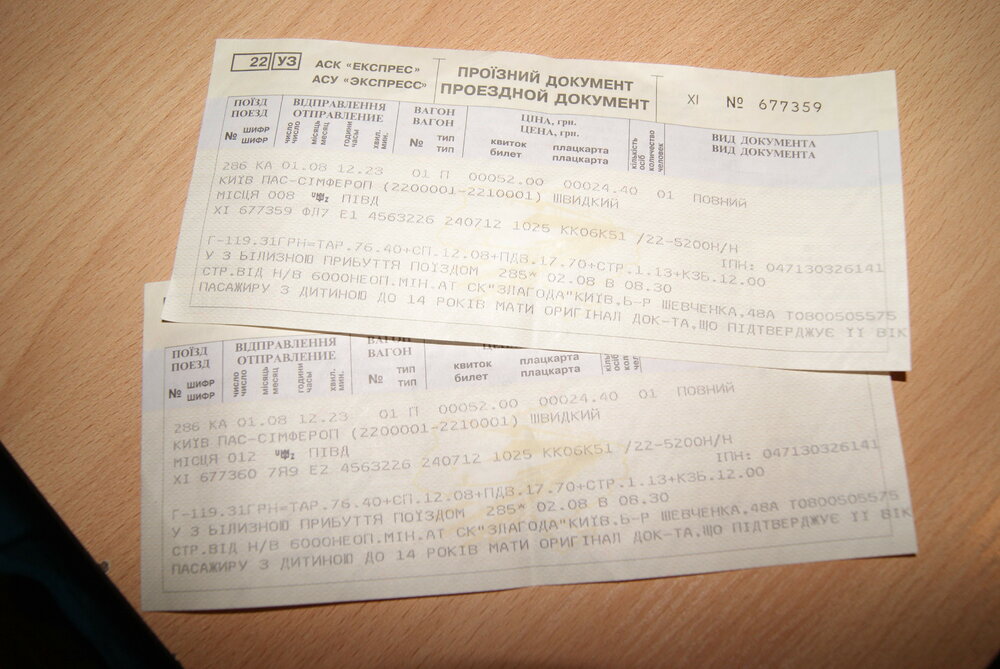 22 УЗ АСК «ЕКСПРЕС» ПРОЇЗНИЙ ДОКУМЕНТ
АСУ «ЭКСПРЕСС» ПРОЕЗДНОЙ ДОКУМЕНТ XI № 677359
ПОЇЗД ВІДПРАВЛЕННЯ ВАГОН ЦІНА, грн. ВИД ДОКУМЕНТА
ПОЕЗД ОТПРАВЛЕНИЕ ВАГОН ЦЕНА, грн. ВИД ДОКУМЕНТА
№ ШИФР число місяць години хвил. № ТИП квиток плацкарта кількість осіб
ШИФР число месяц часы мин. ТИП билет плацкарта количество человек
286 КА 01.08 12.23 01 П 00052.00 00024.40 01 ПОВНИЙ
КИЇВ ПАС-СІМФЕРОП (2200001-2210001) ШВИДКИЙ
МІСЦЯ 008 ПІВД
XI 677359 ФЛ7 Е1 4563226 240712 1025 КК06К51 /22-5200Н/Н
ІПН: 047130326141
Г-119.31ГРН=ТАР.76.40+СП.12.08+ПДВ.17.70+СТР.1.13+КЗБ.12.00
У З БІЛИЗНОЮ ПРИБУТТЯ ПОЇЗДОМ 285* 02.08 В 08.30
СТР.ВІД Н/В 6000НЕОП.МІН.АТ СК"ЗЛАГОДА"КИЇВ.Б-Р ШЕВЧЕНКА,48А Т0800505575
ПАСАЖИРУ З ДИТИНОЮ ДО 14 РОКІВ МАТИ ОРИГІНАЛ ДОК-ТА,ЩО ПІДТВЕРДЖУЄ ІІ ВІК
ПОЇЗД ВІДПРАВЛЕННЯ ВАГОН
ПОЕЗД ОТПРАВЛЕНИЕ ВАГОН
№ ШИФР число місяць години хвил. № ТИП квиток плацкарта
ШИФР число месяц часы мин. ТИП билет плацкарта
286 КА 01.08 12.23 01 П 00052.00 00024.40 01 ПОВНИЙ
КИЇВ ПАС-СІМФЕРОП (2200001-2210001) ШВИДКИЙ
МІСЦЯ 012 ПІВД
XI 677360 7Я9 Е2 4563226 240712 1025 КК06К51 /22-5200Н/Н
ІПН: 047130326141
Г-119.31ГРН=ТАР.76.40+СП.12.08+ПДВ.17.70+СТР.1.13+КЗБ.12.00
У З БІЛИЗНОЮ ПРИБУТТЯ ПОЇЗДОМ 285* 02.08 В 08.30
СТР.ВІД Н/В 6000НЕОП.МІН.АТ СК"ЗЛАГОДА"КИЇВ.Б-Р ШЕВЧЕНКА,48А Т0800505575
ПАСАЖИРУ З ДИТИНОЮ ДО 14 РОКІВ МАТИ ОРИГІНАЛ ДОК-ТА,ЩО ПІДТВЕРДЖУЄ ІІ ВІК